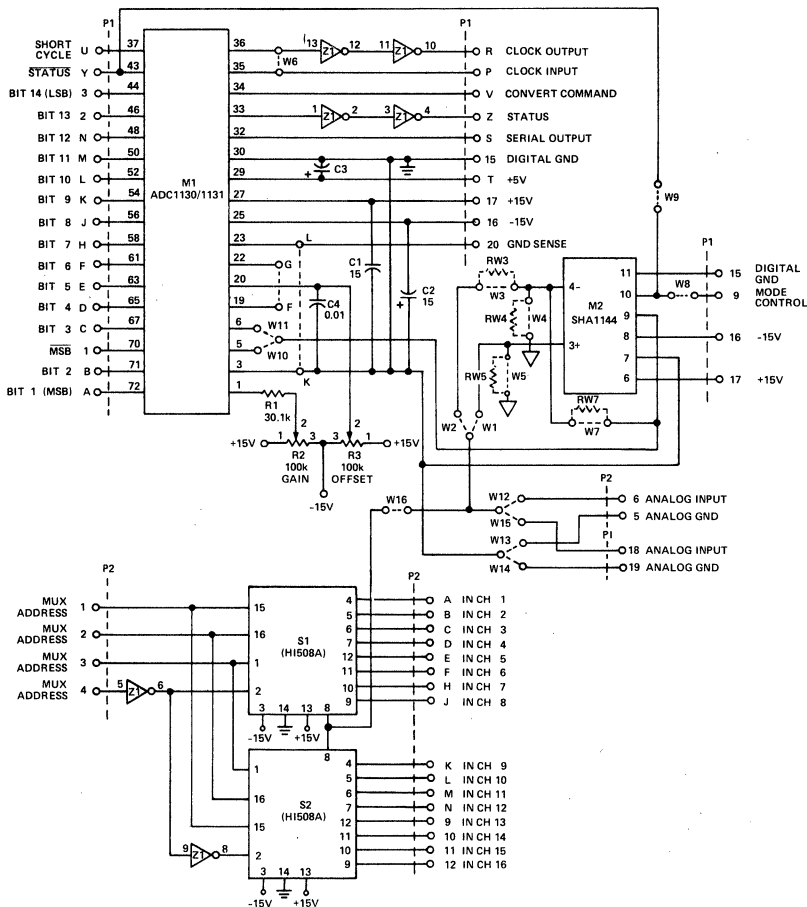 P1
SHORT CYCLE U 37
STATUS Y 43
BIT 14 (LSB) 3 44
BIT 13 2 46
BIT 12 N 48
BIT 11 M 50
BIT 10 L 52
BIT 9 K 54
BIT 8 J 56
BIT 7 H 58
BIT 6 F 61
BIT 5 E 63
BIT 4 D 65
BIT 3 C 67
MSB 1 70
BIT 2 B 71
BIT 1 (MSB) A 72
M1
ADC1130/1131
P1
36 W6 13 Z1 12 11 Z1 10 R CLOCK OUTPUT
35 P CLOCK INPUT
34 V CONVERT COMMAND
33 1 Z1 2 3 Z1 4 Z STATUS
32 S SERIAL OUTPUT
30 15 DIGITAL GND
29 + C3 T +5V
27 17 +15V
25 16 -15V
23 L 20 GND SENSE
22 G
20
19 F
6 W11
5 W10
3 K
1
C4
0.01
C1
15
C2
15
+
R1
30.1k
+15V 1 2 3
R2
100k
GAIN
3 2 1 +15V
R3
100k
OFFSET
-15V
W9
RW3
W3
RW4 W4
RW5 W5
W2 W1
4-
3+
M2
SHA1144
RW7
W7
P1
11 15 DIGITAL GND
10 W8 9 MODE CONTROL
9
8 16 -15V
7
6 17 +15V
W16
P2
W12 6 ANALOG INPUT
W15 5 ANALOG GND
P1
W13 18 ANALOG INPUT
W14 19 ANALOG GND
P2
MUX ADDRESS 1
MUX ADDRESS 2
MUX ADDRESS 3
MUX ADDRESS 4 5 Z1 6
S1
(HI508A)
15
16
1
2
3 14 13 8
-15V +15V
P2
4 A IN CH 1
5 B IN CH 2
6 C IN CH 3
7 D IN CH 4
12 E IN CH 5
11 F IN CH 6
10 H IN CH 7
9 J IN CH 8
8
S2
(HI508A)
1
16
15
9 Z1 8 2
3 14 13
-15V +15V
4 K IN CH 9
5 L IN CH 10
6 M IN CH 11
7 N IN CH 12
12 9 IN CH 13
11 10 IN CH 14
10 11 IN CH 15
9 12 IN CH 16